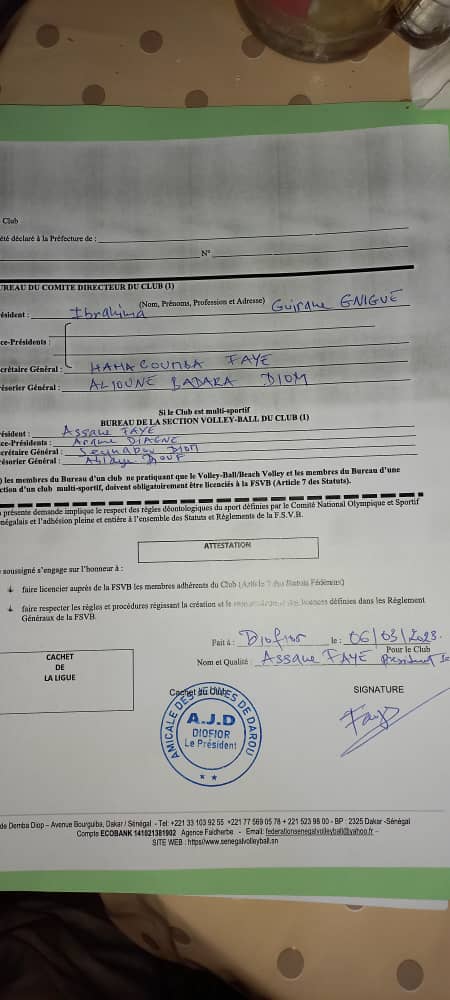 Club
été déclaré à la Préfecture de :
N°
UREAU DU COMITE DIRECTEUR DU CLUB (1)
(Nom, Prénoms, Profession et Adresse)
ésident : Ibrahima Guirane GNIGUE
ce-Présidents :
crétaire Général : MAMA COUMBA FAYE
ésorier Général : ALIOUNE BADARA DIOM
Si le Club est multi-sportif
BUREAU DE LA SECTION VOLLEY-BALL DU CLUB (1)
ésident : Assane FAYE
ce-Présidents : DIAGNE
crétaire Général : Seynabou DIOM
ésorier Général : Ablaye DIOUF
) les membres du Bureau d'un club ne pratiquant que le Volley-Ball/Beach Volley et les membres du Bureau d'une
ction d'un club multi-sportif, doivent obligatoirement être licenciés à la FSVB (Article 7 des Statuts).
présente demande implique le respect des règles déontologiques du sport définies par le Comité National Olympique et Sportif
énégalais et l'adhésion pleine et entière à l'ensemble des Statuts et Règlements de la F.S.V.B.
ATTESTATION
soussigné s'engage sur l'honneur à :
faire licencier auprès de la FSVB les membres adhérents du Club (Article 7 des Statuts Fédéraux)
faire respecter les règles et procédures régissant la création et le des licences définies dans les Règlement
Généraux de la FSVB.
Fait à : Diofior le : 06/03/2023.
Pour le Club
Nom et Qualité : Assane FAYE Président
CACHET
DE
LA LIGUE
Cachet du Club
SIGNATURE
AMICALE DES JEUNES DE DAROU
A.J.D
DIOFIOR
Le Président
Faye
de Demba Diop – Avenue Bourguiba, Dakar / Sénégal - Tel: +221 33 103 92 55 +221 77 569 05 78 + 221 523 98 00 - BP : 2325 Dakar -Sénégal
Compte ECOBANK 141021381902 Agence Faidherbe - Email: federationsenegalvolleyball@yahoo.fr –
SITE WEB : https//www.senegalvolleyball.sn